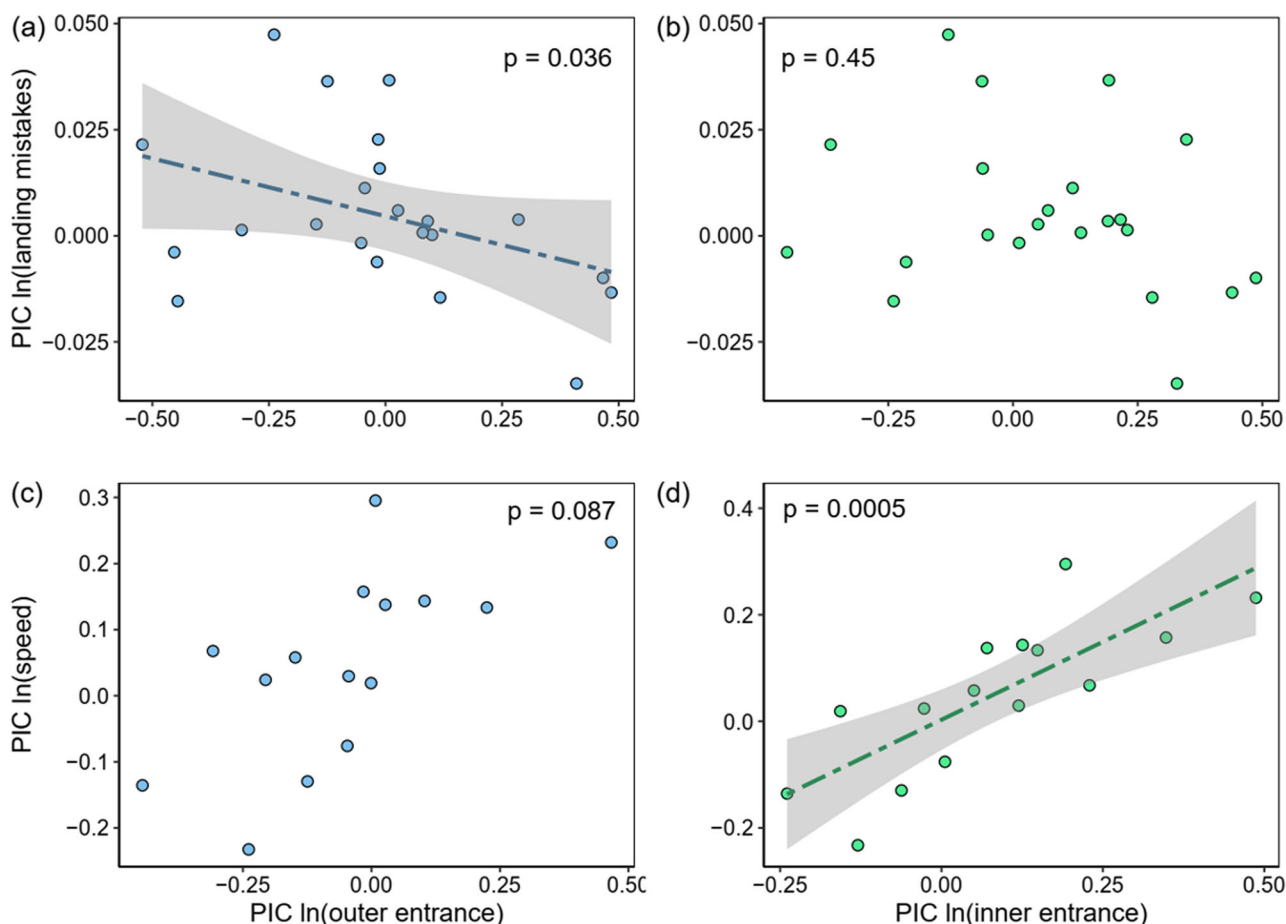 (a)
PIC ln(landing mistakes)
0.050
0.025
0.000
−0.025
p = 0.036
−0.50
−0.25
0.00
0.25
0.50
(b)
0.050
0.025
0.000
−0.025
p = 0.45
−0.25
0.00
0.25
0.50
(c)
PIC ln(speed)
0.3
0.2
0.1
0.0
−0.1
−0.2
p = 0.087
−0.25
0.00
0.25
0.50
PIC ln(outer entrance)
(d)
0.4
0.2
0.0
−0.2
p = 0.0005
−0.25
0.00
0.25
0.50
PIC ln(inner entrance)